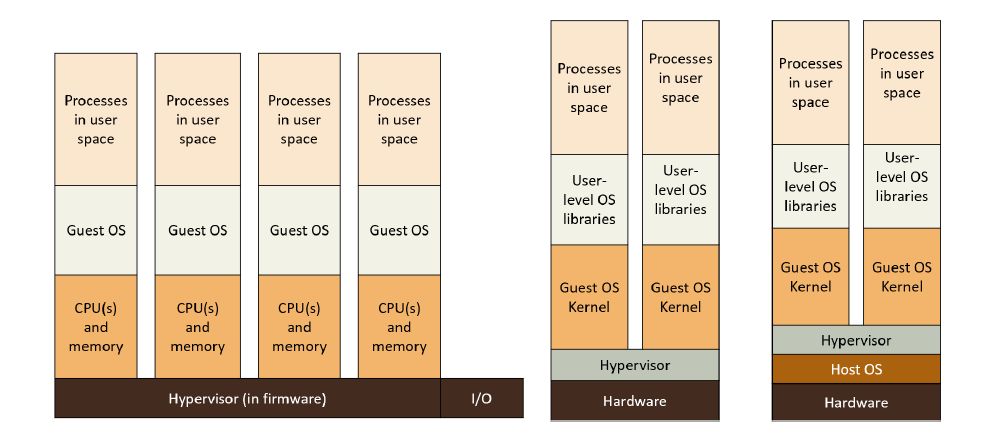 Processes
in user
space
Guest OS
CPU(s)
and
memory
Processes
in user
space
Guest OS
CPU(s)
and
memory
Processes
in user
space
Guest OS
CPU(s)
and
memory
Processes
in user
space
Guest OS
CPU(s)
and
memory
Hypervisor (in firmware)
I/O
Processes
in user
space
User-
level OS
libraries
Guest OS
Kernel
Processes
in user
space
User-
level OS
libraries
Guest OS
Kernel
Hypervisor
Hardware
Processes
in user
space
User-
level OS
libraries
Guest OS
Kernel
Processes
in user
space
User-
level OS
libraries
Guest OS
Kernel
Hypervisor
Host OS
Hardware